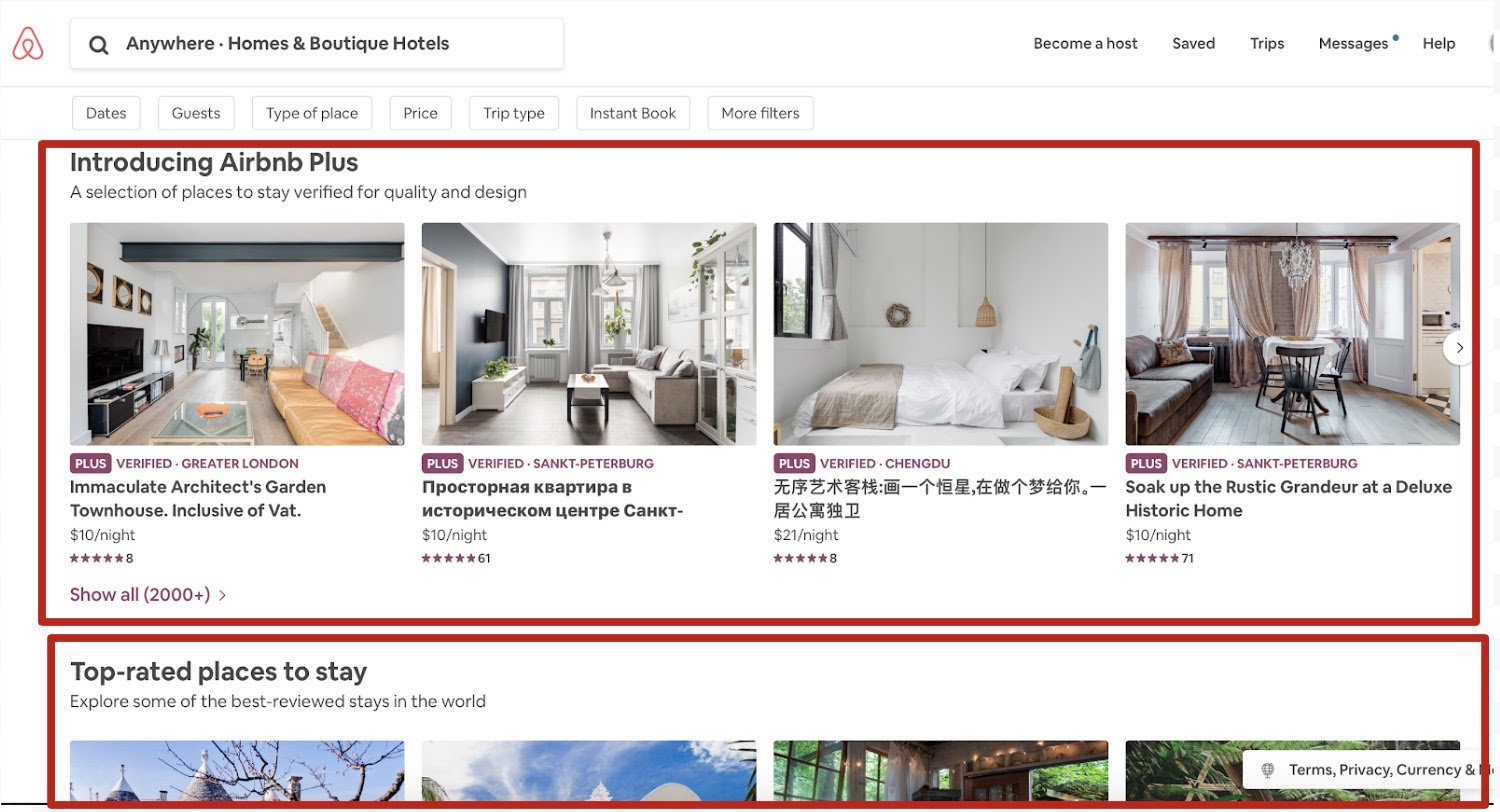 Anywhere · Homes & Boutique Hotels
Become a host
Saved
Trips
Messages
Help
Dates
Guests
Type of place
Price
Trip type
Instant Book
More filters
Introducing Airbnb Plus
A selection of places to stay verified for quality and design
PLUS VERIFIED · GREATER LONDON
Immaculate Architect's Garden
Townhouse. Inclusive of Vat.
$10/night
8
PLUS VERIFIED · SANKT-PETERBURG
Просторная квартира в
историческом центре Санкт-
$10/night
61
PLUS VERIFIED · CHENGDU
无序艺术客栈:画一个恒星,在做个梦给你。一
居公寓独卫
$21/night
8
PLUS VERIFIED · SANKT-PETERBURG
Soak up the Rustic Grandeur at a Deluxe
Historic Home
$10/night
71
Show all (2000+)
Top-rated places to stay
Explore some of the best-reviewed stays in the world
Terms, Privacy, Currency &